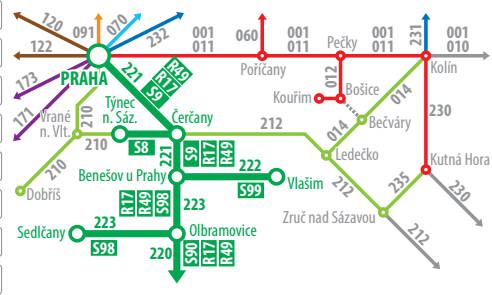 120
091
070
232
122
001
011
060
001
011
Pečky
001
011
231
001
010
PRAHA
221
R49
R17
S9
Poříčany
012
Kolín
173
171
Kouřim
Bošice
014
Týnec
n. Sáz.
Vrané
n. Vlt.
210
Čerčany
Bečváry
230
210
S8
212
014
221
S9
R17
R49
Ledečko
Kutná Hora
210
Benešov u Prahy
222
S99
Vlašim
212
235
230
Dobříš
R17
R49
S98
223
Zruč nad Sázavou
212
Sedlčany
223
S98
Olbramovice
220
S90
R17
R49